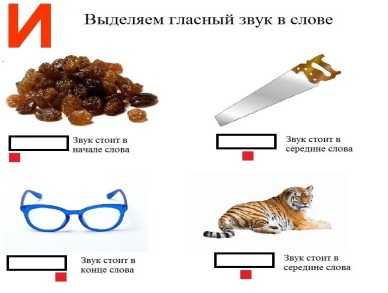 И
Выделяем гласный звук в слове
Звук стоит в
начале слова
Звук стоит в
середине слова
Звук стоит в
конце слова
Звук стоит в
середине слова